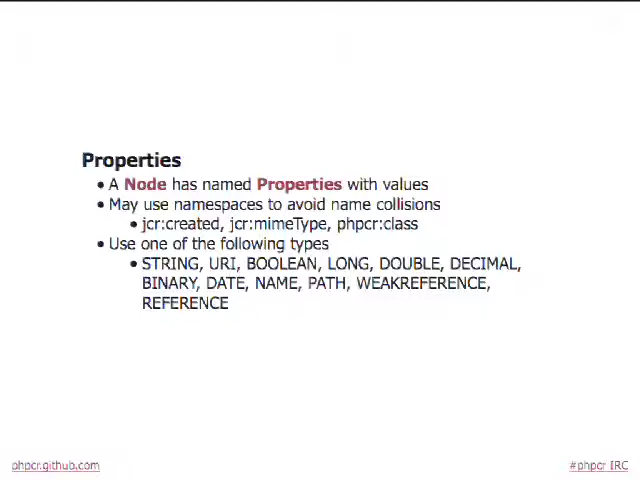 Properties
• A Node has named Properties with values
• May use namespaces to avoid name collisions
• jcr:created, jcr:mimeType, phpcr:class
• Use one of the following types
• STRING, URI, BOOLEAN, LONG, DOUBLE, DECIMAL,
BINARY, DATE, NAME, PATH, WEAKREFERENCE,
REFERENCE
phpcr.github.com
#phpcr IRC